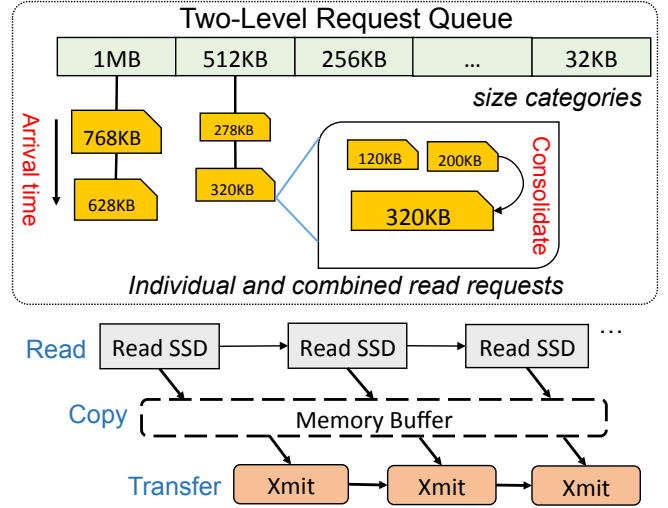 Two-Level Request Queue
1MB 512KB 256KB ... 32KB
size categories
Arrival time
768KB
628KB
278KB
320KB
120KB 200KB
320KB
Consolidate
Individual and combined read requests
Read Read SSD Read SSD Read SSD ...
Copy Memory Buffer
Transfer Xmit Xmit Xmit